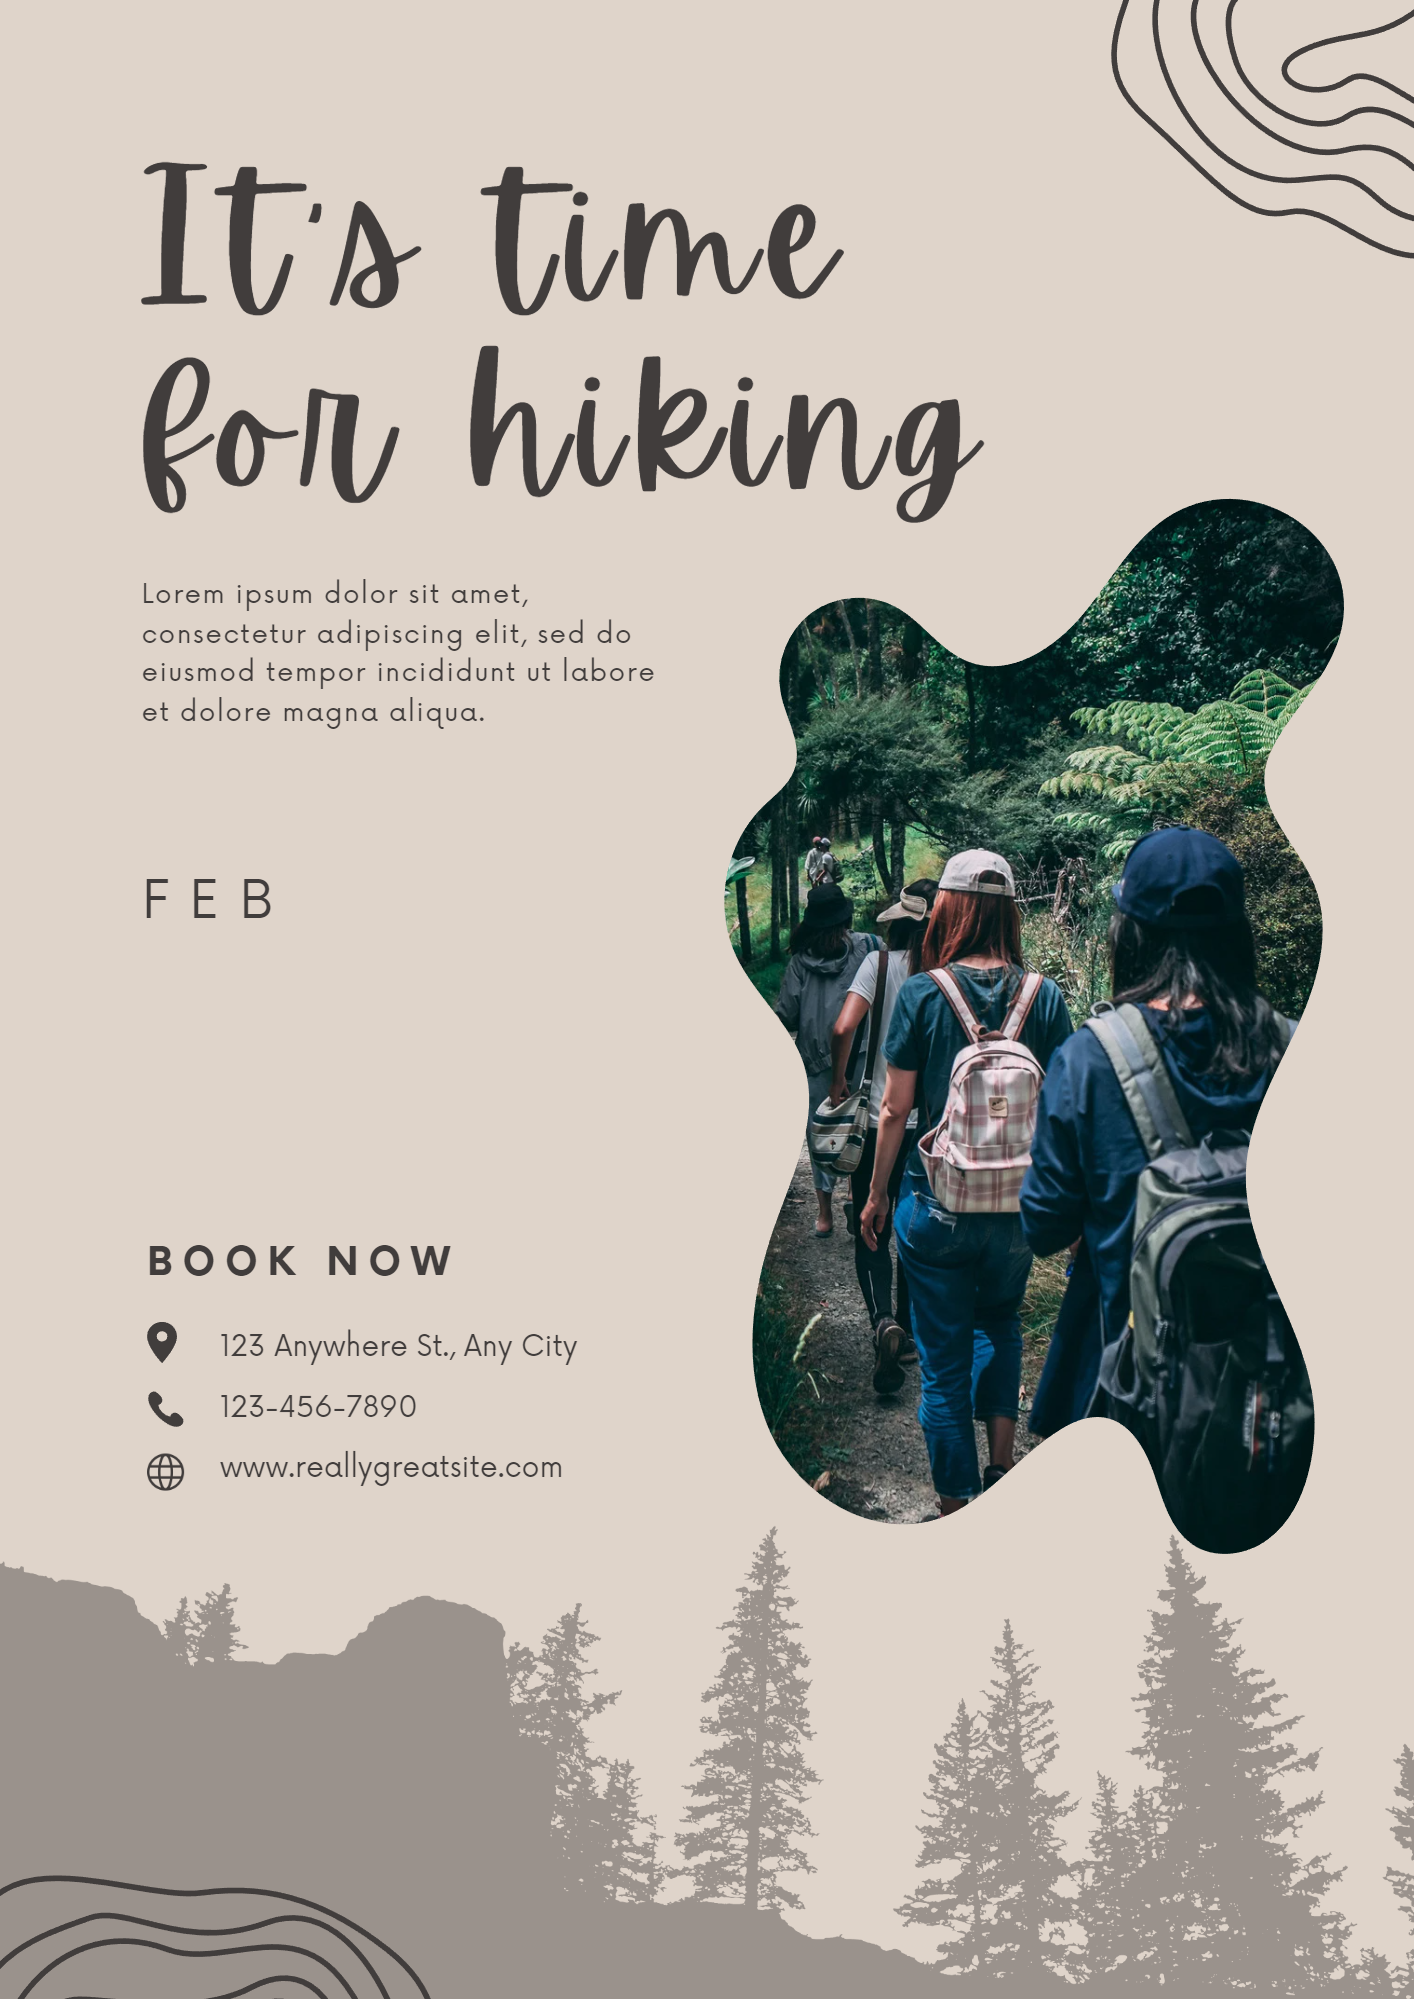 It's time
for hiking
Lorem ipsum dolor sit amet,
consectetur adipiscing elit, sed do
eiusmod tempor incididunt ut labore
et dolore magna aliqua.
FEB
BOOK NOW
123 Anywhere St., Any City
123-456-7890
www.reallygreatsite.com